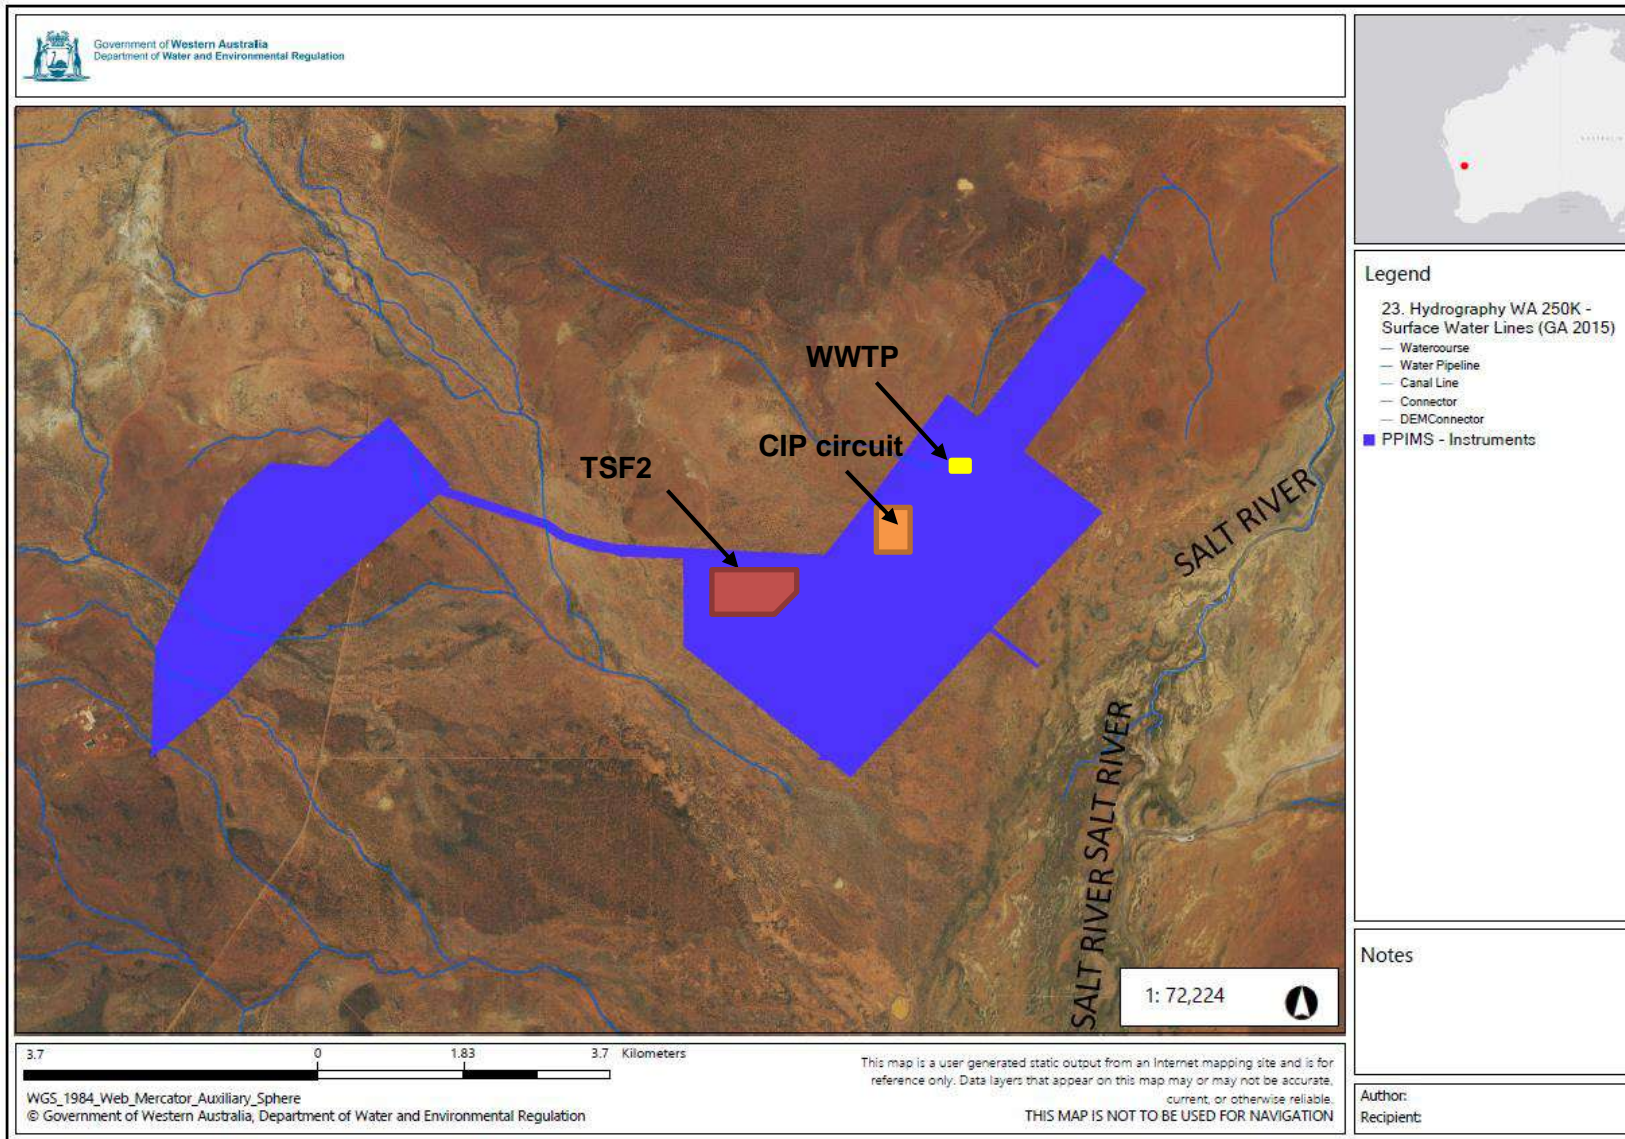 Government of Western Australia
Department of Water and Environmental Regulation
WWTP
CIP circuit
TSF2
SALT RIVER
SALT RIVER
SALT RIVER
1: 72,224
Legend
23. Hydrography WA 250K -
Surface Water Lines (GA 2015)
Watercourse
Water Pipeline
Canal Line
Connector
DEMConnector
PPIMS - Instruments
Notes
3.7 0 1.83 3.7 Kilometers
WGS_1984_Web_Mercator_Auxiliary_Sphere
© Government of Western Australia, Department of Water and Environmental Regulation
This map is a user generated static output from an Internet mapping site and is for
reference only. Data layers that appear on this map may or may not be accurate,
current, or otherwise reliable.
THIS MAP IS NOT TO BE USED FOR NAVIGATION
Author:
Recipient: